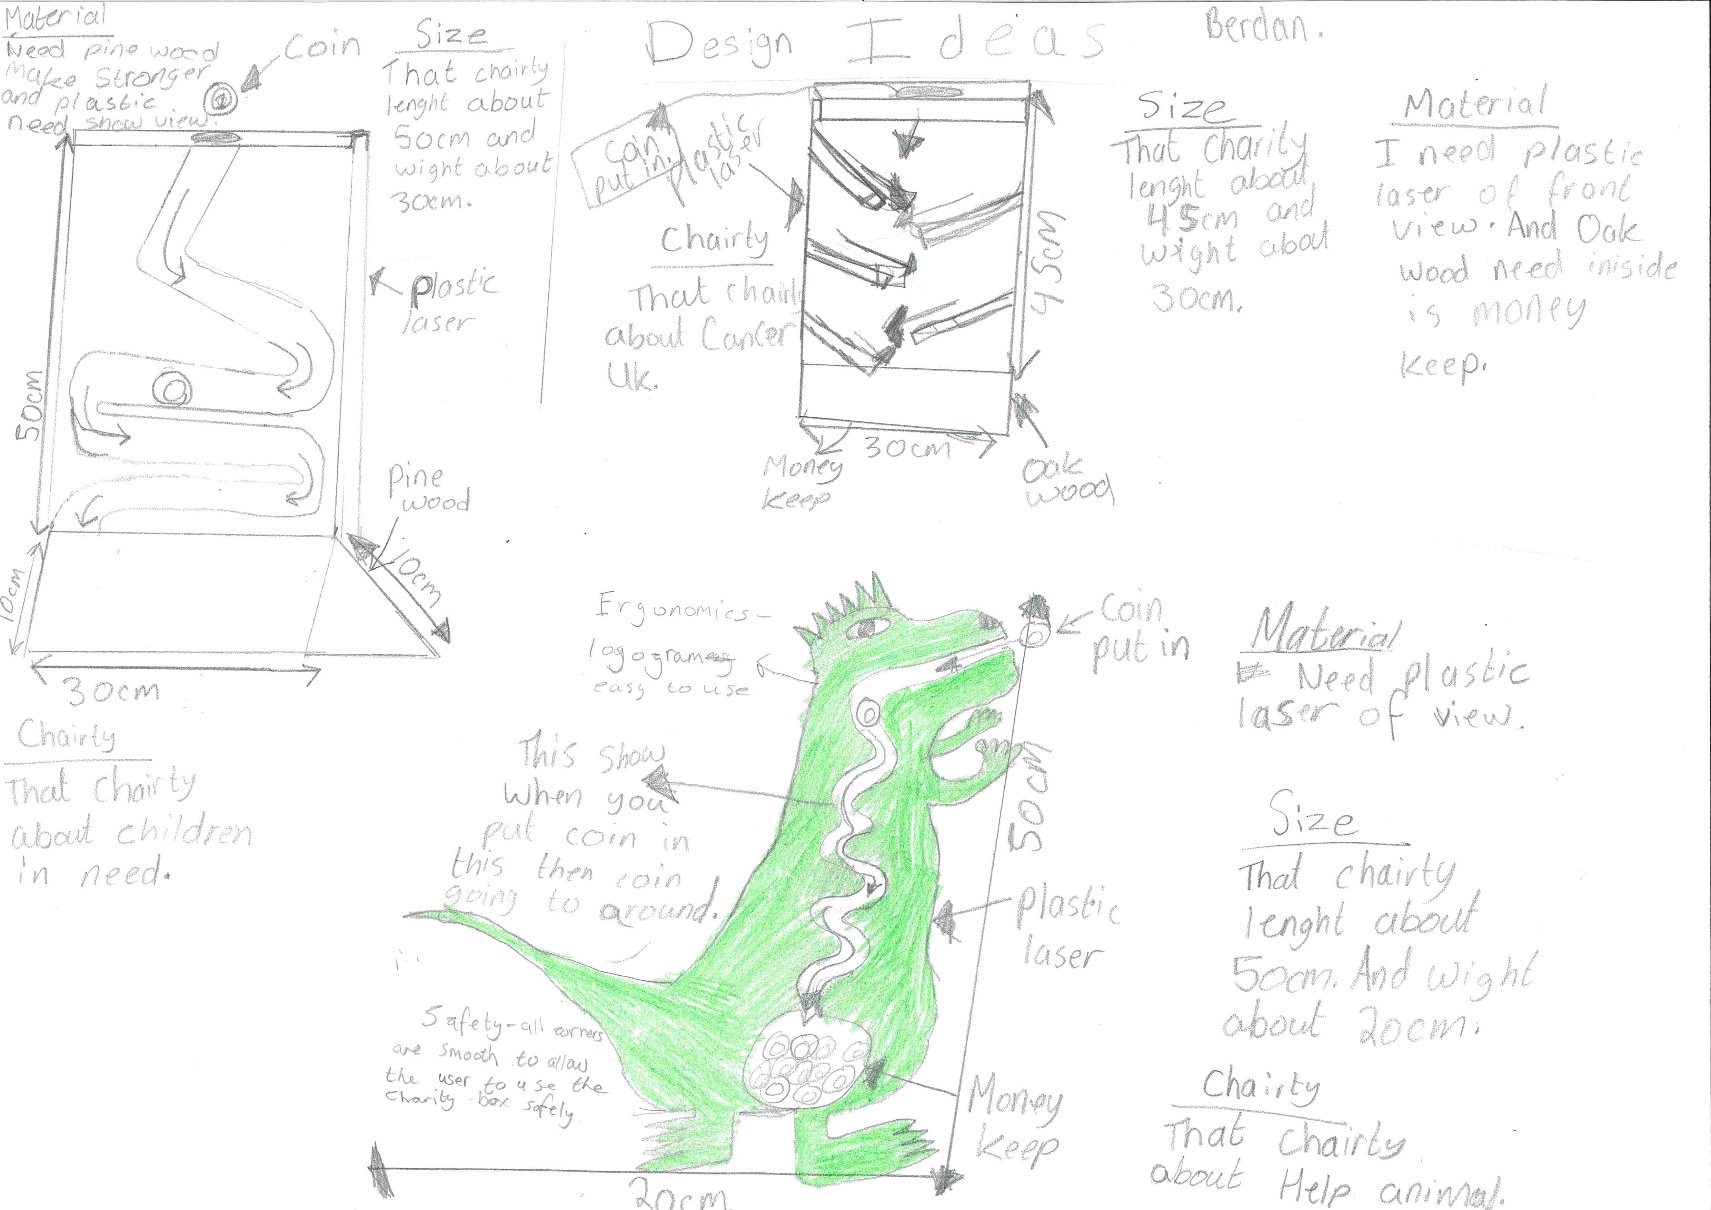 Design Ideas
Berdan.
Material
Need pine wood
Make Stronger
and plastic
need show view.
Coin
Size
That chairty
lenght about
50cm and
wight about
30cm.
plastic
laser
50cm
Pine
wood
10cm
10cm
30cm
Chairty
That chairty
about children
in need.
Coin
put in
plastic
laser
Chairty
That chairty
about Cancer
Uk.
45cm
30cm
Money
keep
Oak
wood
Size
That charity
lenght about
45cm and
wight about
30cm.
Material
I need plastic
laser of front
view. And Oak
wood need iniside
is money
keep.
Ergonomics-
easy to use
This show
when you
put coin in
this then coin
going to around.
Safety-all corners
are smooth to allow
the user to use the
charity box safely
Coin
put in
50cm
plastic
laser
Money
keep
20cm
Material
Need plastic
laser of view.
Size
That chairty
lenght about
50cm. And wight
about 20cm.
Chairty
That Chairty
about Help animal.